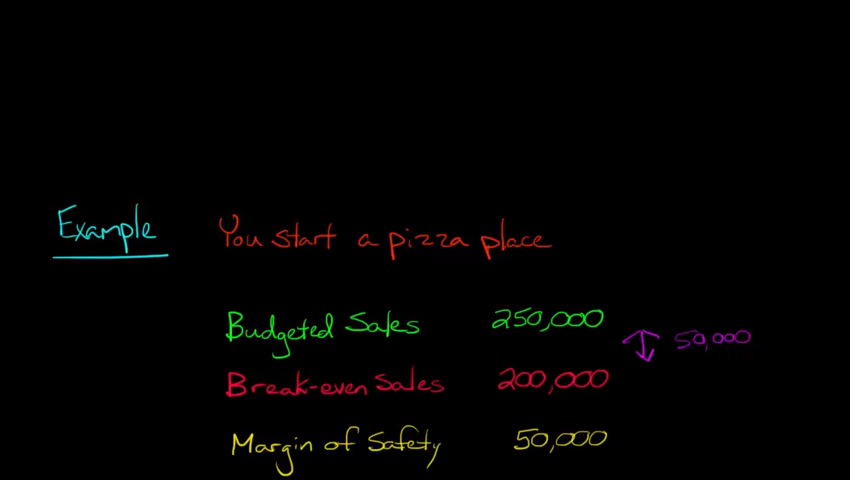 Example You start a pizza place
Budgeted Sales 250,000
50,000
Break-even Sales 200,000
Margin of Safety 50,000